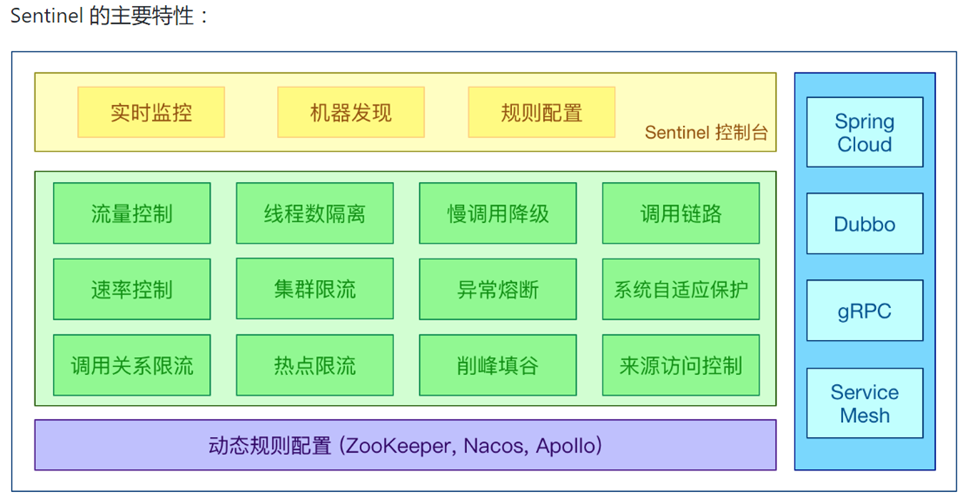 Sentinel 的主要特性：
实时监控
机器发现
规则配置
Sentinel 控制台
流量控制
线程数隔离
慢调用降级
调用链路
速率控制
集群限流
异常熔断
系统自适应保护
调用关系限流
热点限流
削峰填谷
来源访问控制
动态规则配置 (ZooKeeper, Nacos, Apollo)
Spring
Cloud
Dubbo
gRPC
Service
Mesh